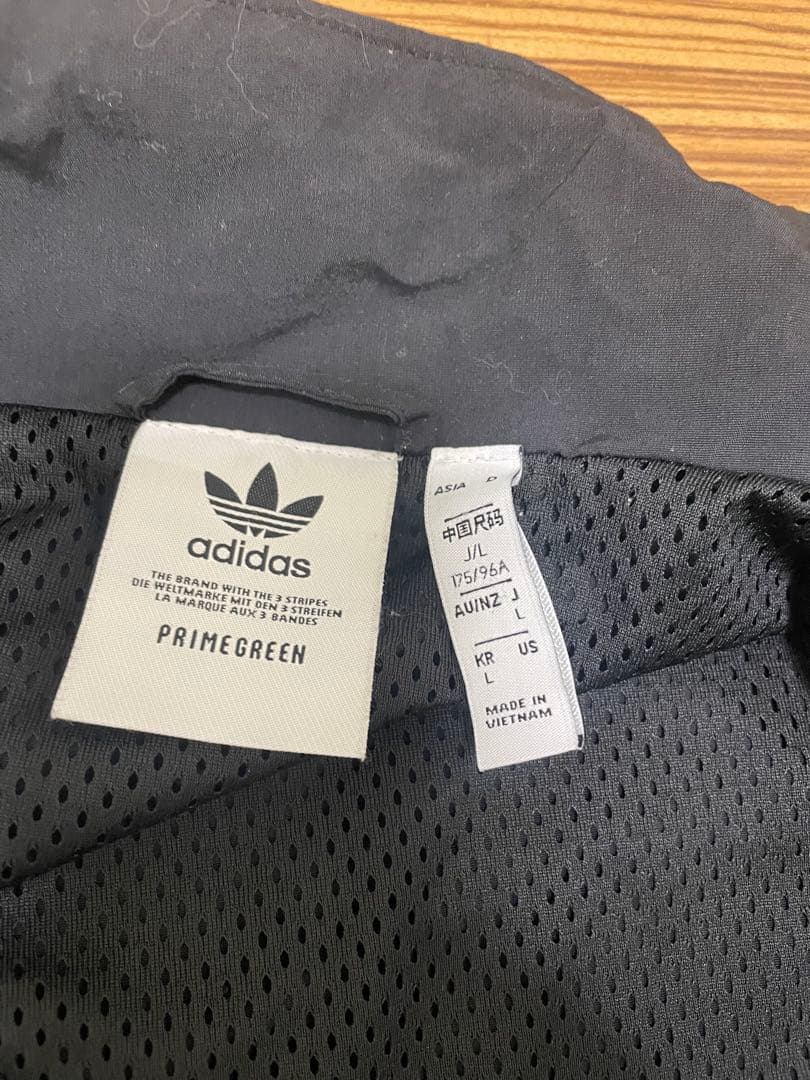 adidas
THE BRAND WITH THE 3 STRIPES
DIE WELTMARKE MIT DEN 3 STREIFEN
LA MARQUE AUX 3 BANDES
PRIMEGREEN
ASIA D
中国尺码
J/L
175/96A
AU/NZ J
L
KR US
L
MADE IN
VIETNAM